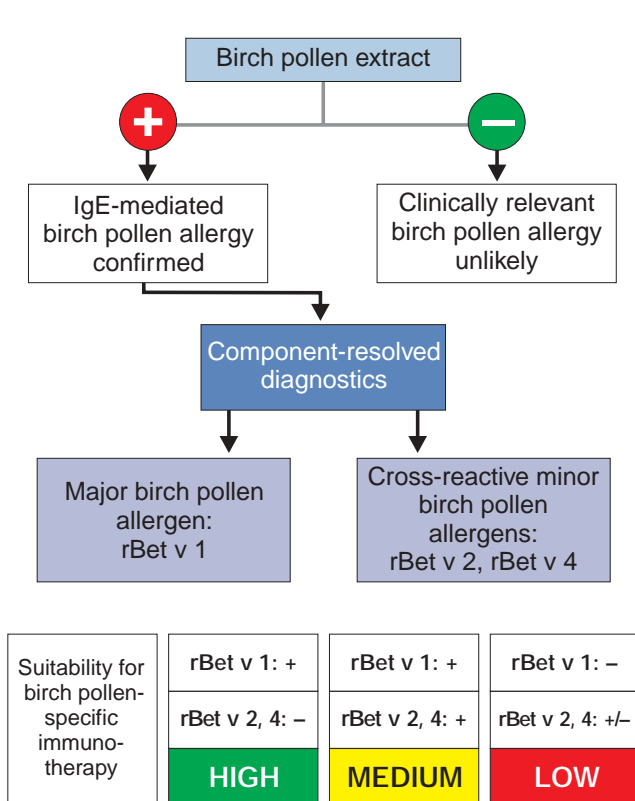 Birch pollen extract
+
–
IgE-mediated
birch pollen allergy
confirmed
Clinically relevant
birch pollen allergy
unlikely
Component-resolved
diagnostics
Major birch pollen
allergen:
rBet v 1
Cross-reactive minor
birch pollen
allergens:
rBet v 2, rBet v 4
Suitability for
birch pollen-
specific
immuno-
therapy
rBet v 1: +
rBet v 2, 4: –
HIGH
rBet v 1: +
rBet v 2, 4: +
MEDIUM
rBet v 1: –
rBet v 2, 4: +/–
LOW